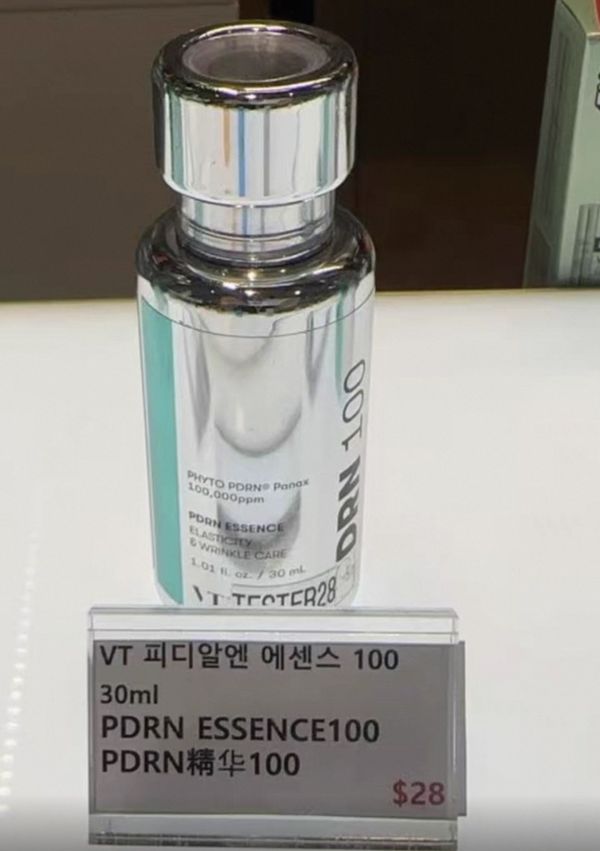 PHYTO PDRN® Panax
100,000ppm
PDRN ESSENCE
ELASTICITY
& WRINKLE CARE
1.01 fl. oz. / 30 mL
PDRN 100
VT TESTER28
VT 피디알엔 에센스 100
30ml
PDRN ESSENCE100
PDRN精华100
$28